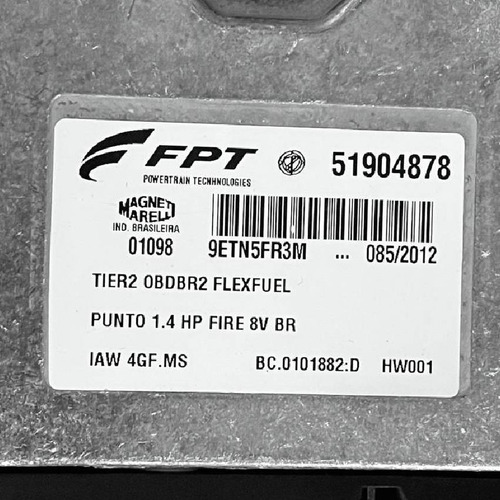 FPT 51904878
POWERTRAIN TECNHNOLOGIES
MAGNETI
MARELLI
IND. BRASILEIRA
01098 9ETN5FR3M ... 085/2012
TIER2 OBDBR2 FLEXFUEL
PUNTO 1.4 HP FIRE 8V BR
IAW 4GF.MS BC.0101882:D HW001